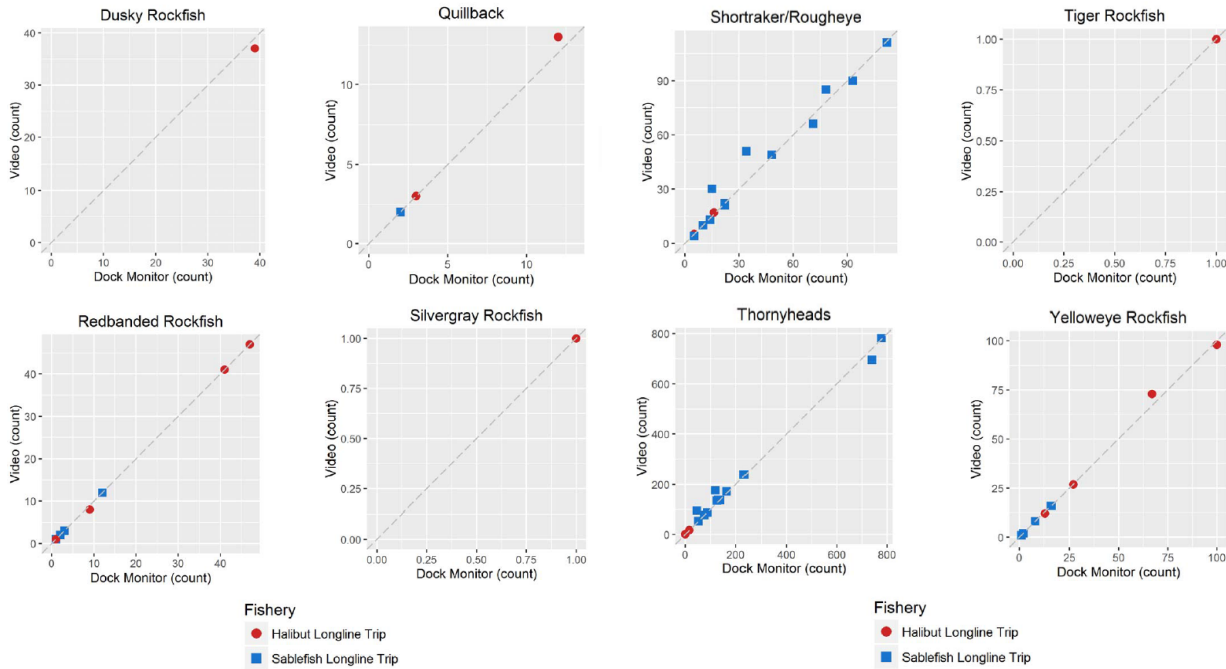 Dusky Rockfish
40
30
20
10
0
Video (count)
0 10 20 30 40
Dock Monitor (count)
Quillback
10
5
0
Video (count)
0 5 10
Dock Monitor (count)
Shortraker/Rougheye
90
60
30
0
Video (count)
0 30 60 90
Dock Monitor (count)
Tiger Rockfish
1.00
0.75
0.50
0.25
0.00
Video (count)
0.00 0.25 0.50 0.75 1.00
Dock Monitor (count)
Redbanded Rockfish
40
30
20
10
0
Video (count)
0 10 20 30 40
Dock Monitor (count)
Silvergray Rockfish
1.00
0.75
0.50
0.25
0.00
Video (count)
0.00 0.25 0.50 0.75 1.00
Dock Monitor (count)
Thornyheads
800
600
400
200
0
Video (count)
0 200 400 600 800
Dock Monitor (count)
Yelloweye Rockfish
100
75
50
25
0
Video (count)
0 25 50 75 100
Dock Monitor (count)
Fishery
Halibut Longline Trip
Sablefish Longline Trip
Fishery
Halibut Longline Trip
Sablefish Longline Trip